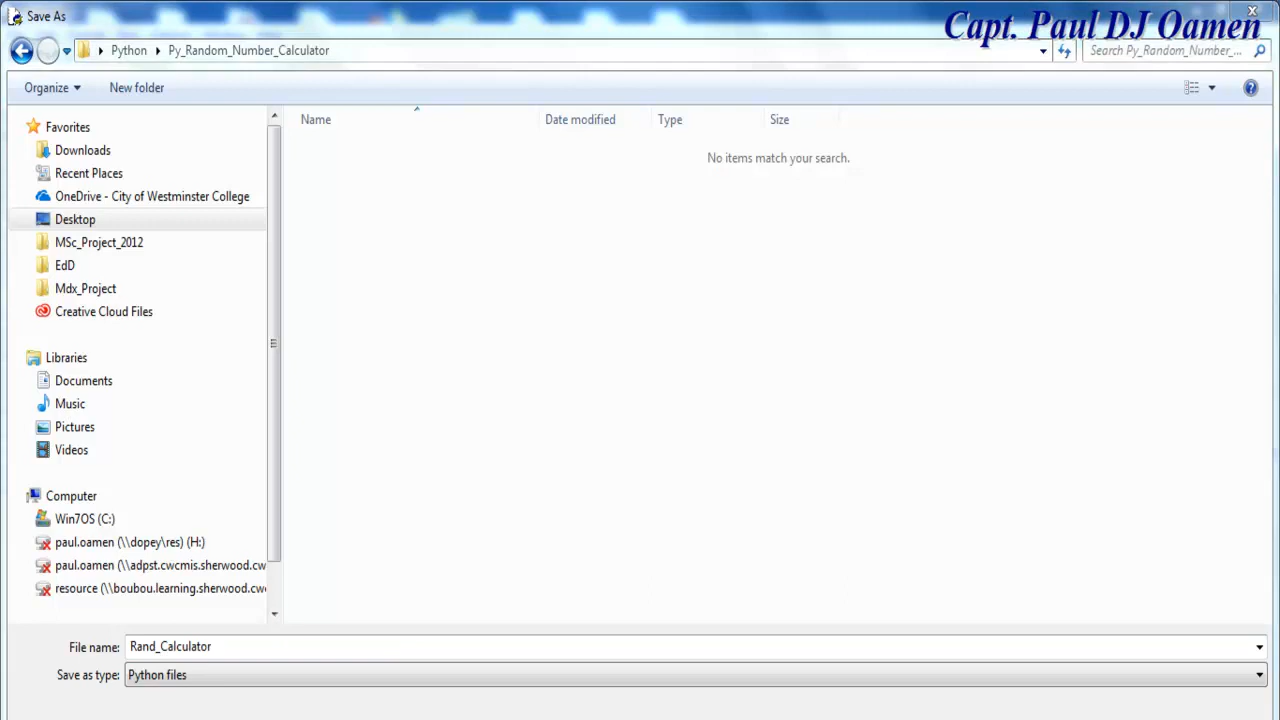 Save As
Capt. Paul DJ Oamen
Python Py_Random_Number_Calculator
Search Py_Random_Number_...
Organize
New folder
Name
Date modified
Type
Size
No items match your search.
Favorites
Downloads
Recent Places
OneDrive - City of Westminster College
Desktop
MSc_Project_2012
EdD
Mdx_Project
Creative Cloud Files
Libraries
Documents
Music
Pictures
Videos
Computer
Win7OS (C:)
paul.oamen (\\dopey\res) (H:)
paul.oamen (\\adpst.cwcmis.sherwood.cw
resource (\\boubou.learning.sherwood.cw
File name: Rand_Calculator
Save as type: Python files